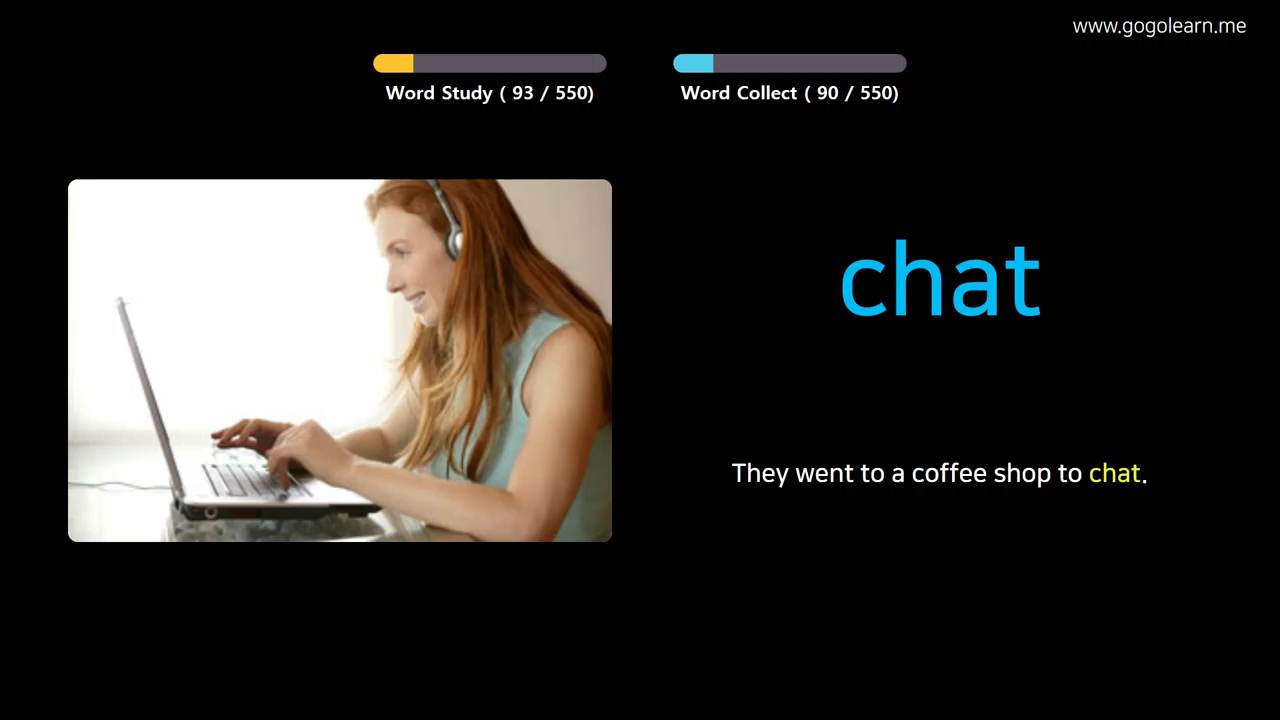 www.gogolearn.me
Word Study ( 93 / 550)
Word Collect ( 90 / 550)
chat
They went to a coffee shop to chat.